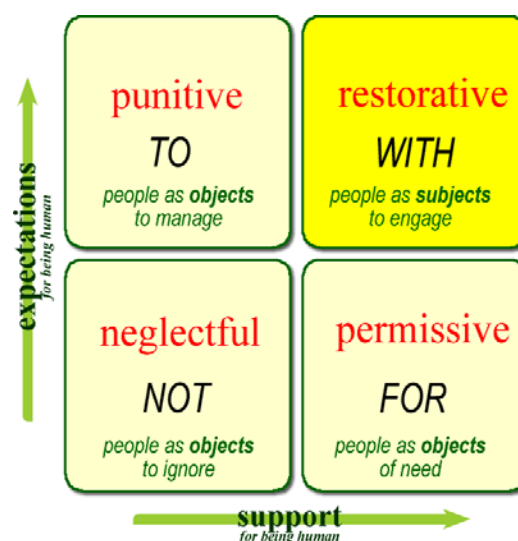 punitive
TO
people as objects
to manage
restorative
WITH
people as subjects
to engage
neglectful
NOT
people as objects
to ignore
permissive
FOR
people as objects
of need
expectations
for being human
support
for being human